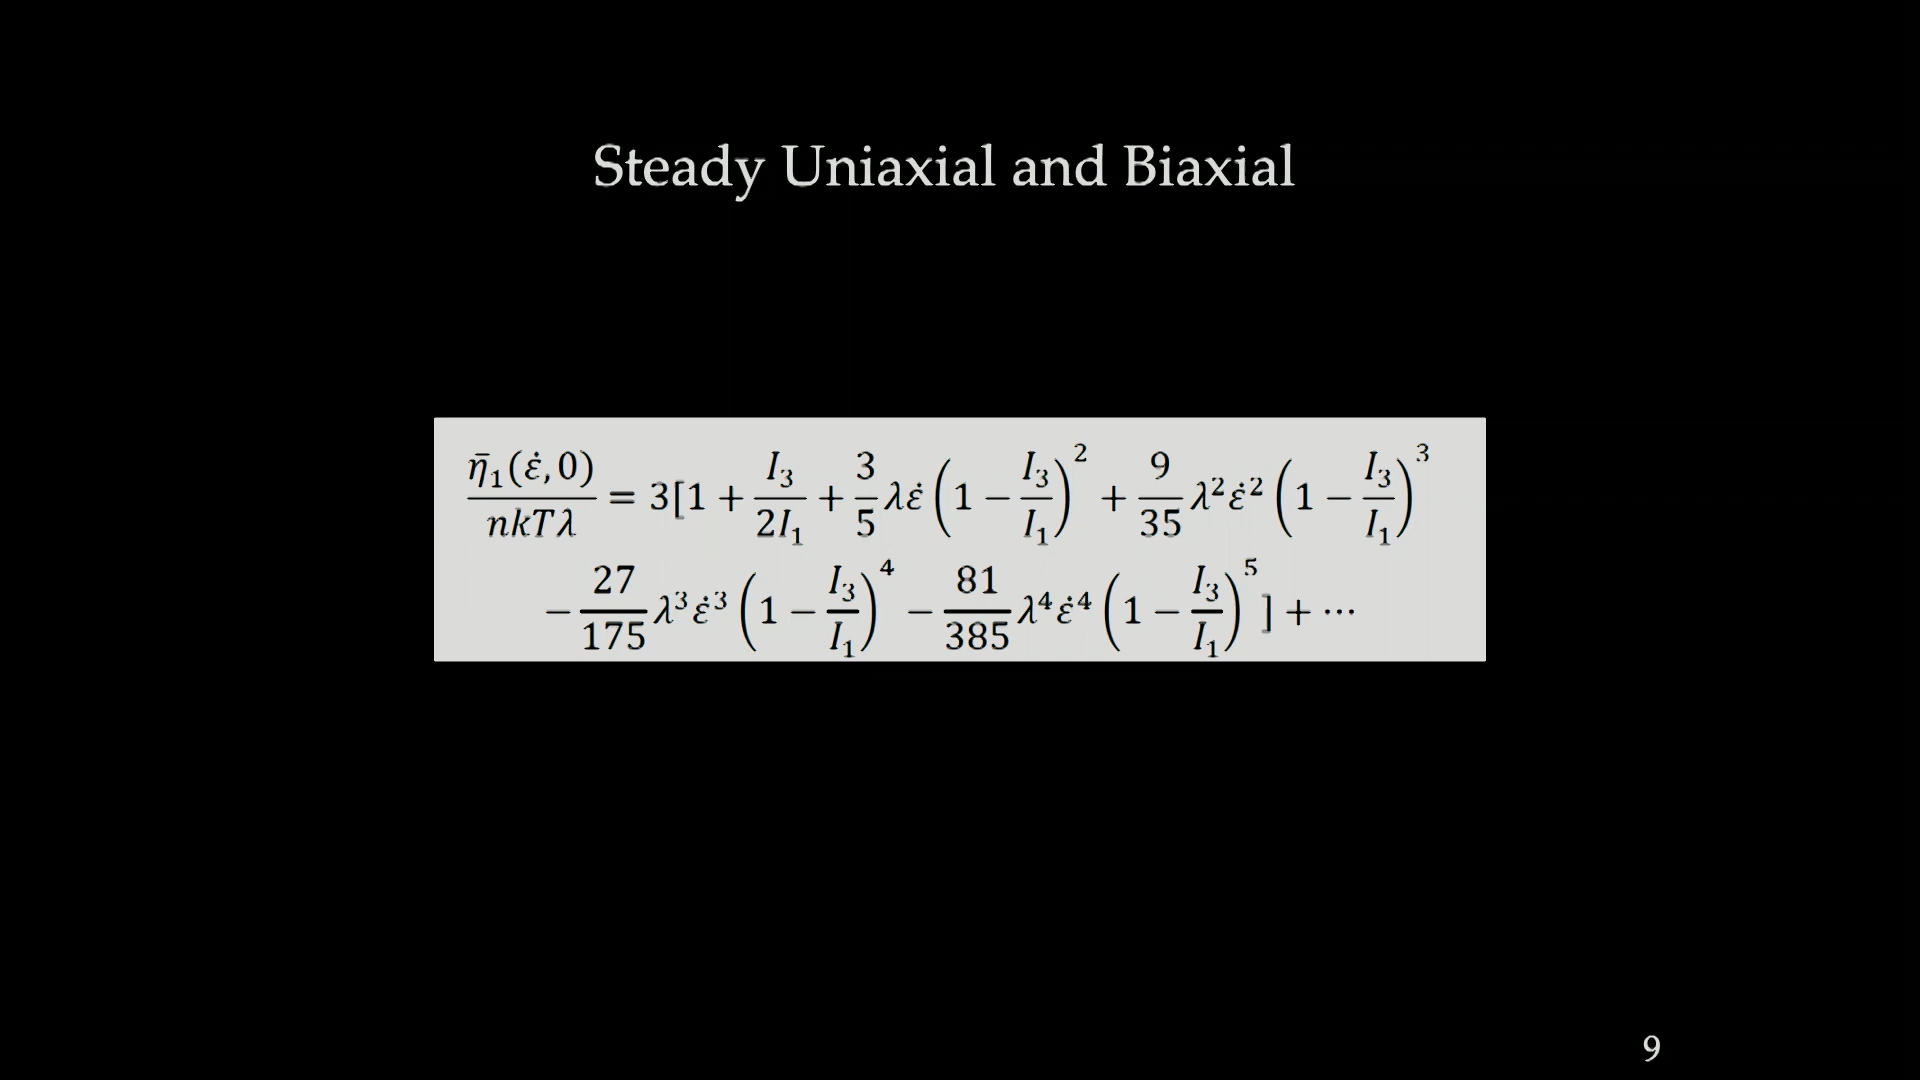 Steady Uniaxial and Biaxial
η̄₁(ε̇,0)/nkTλ = 3[1 + I₃/2I₁ + 3/5 λε̇ (1 − I₃/I₁)² + 9/35 λ²ε̇² (1 − I₃/I₁)³
− 27/175 λ³ε̇³ (1 − I₃/I₁)⁴ − 81/385 λ⁴ε̇⁴ (1 − I₃/I₁)⁵ ] + ⋯
9